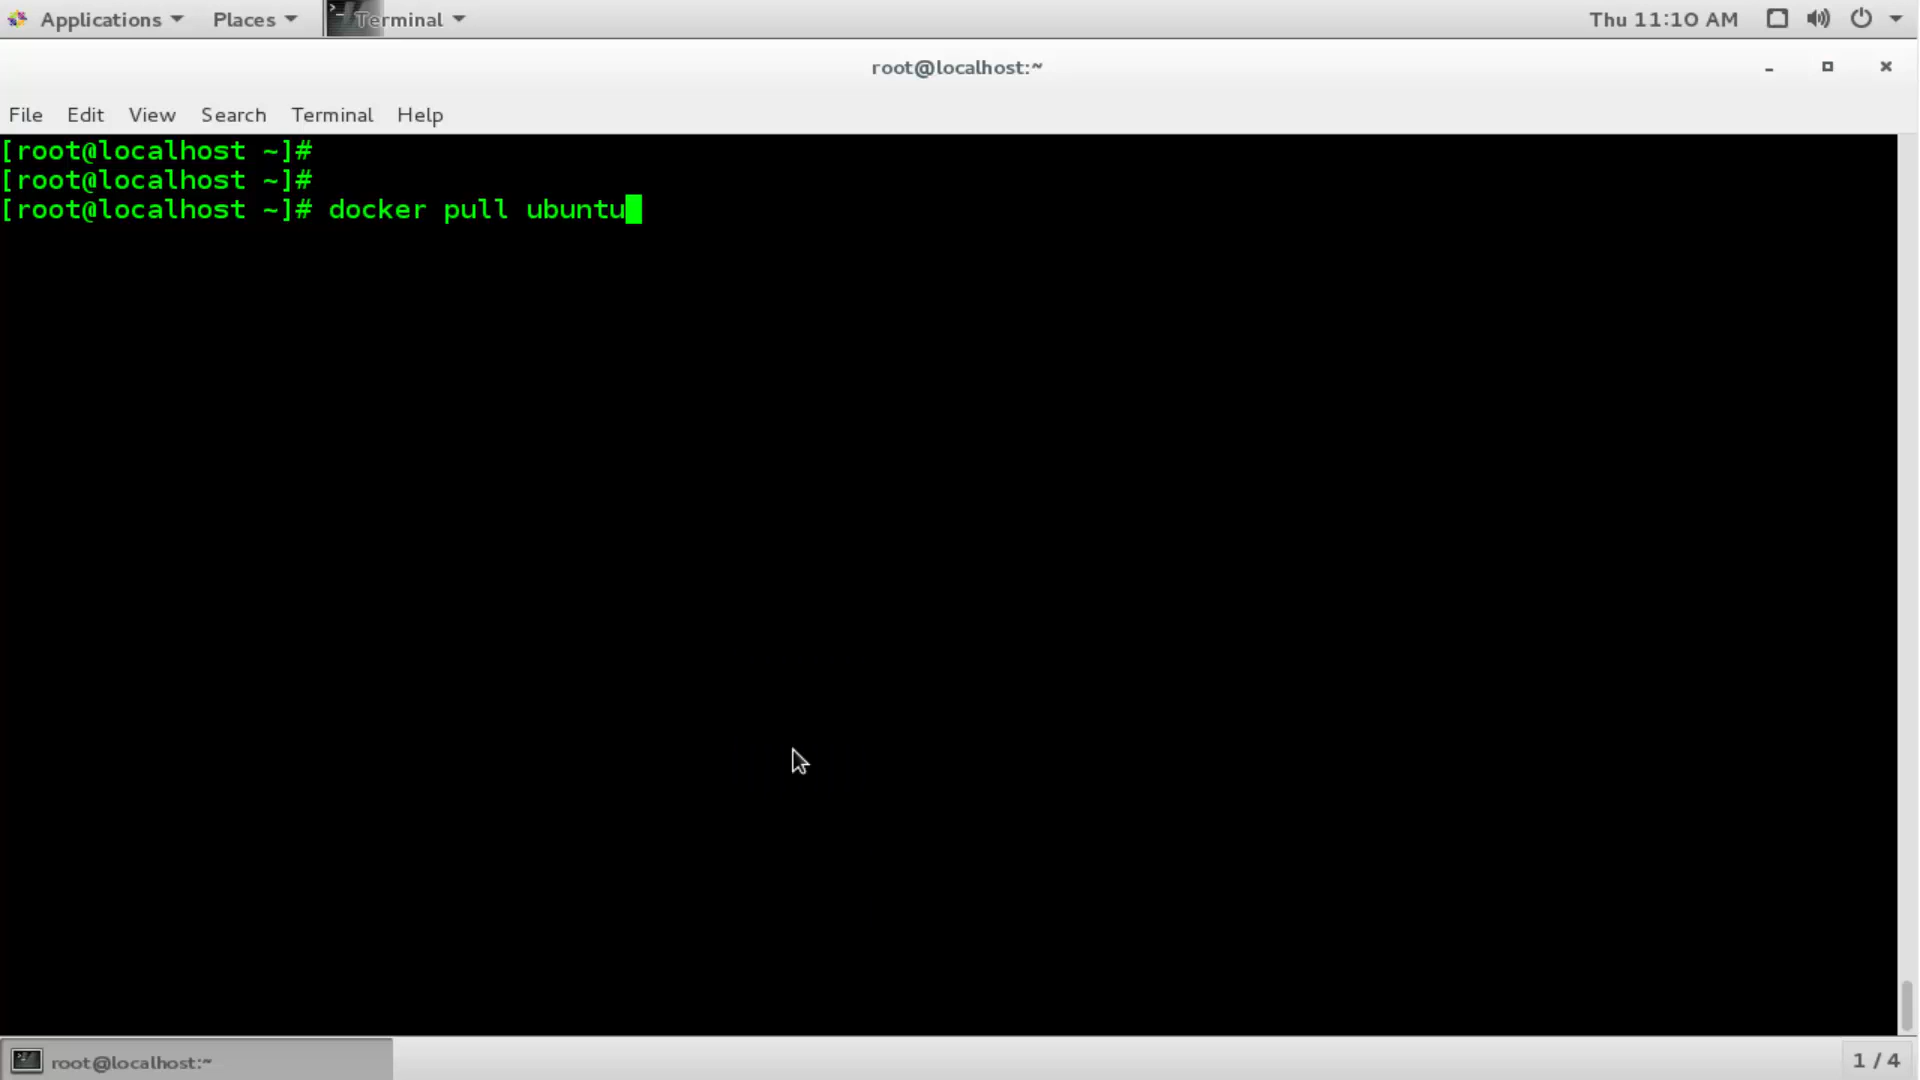 Applications Places Terminal Thu 11:10 AM
root@localhost:~
File Edit View Search Terminal Help
[root@localhost ~]#
[root@localhost ~]#
[root@localhost ~]# docker pull ubuntu
root@localhost:~ 1 / 4